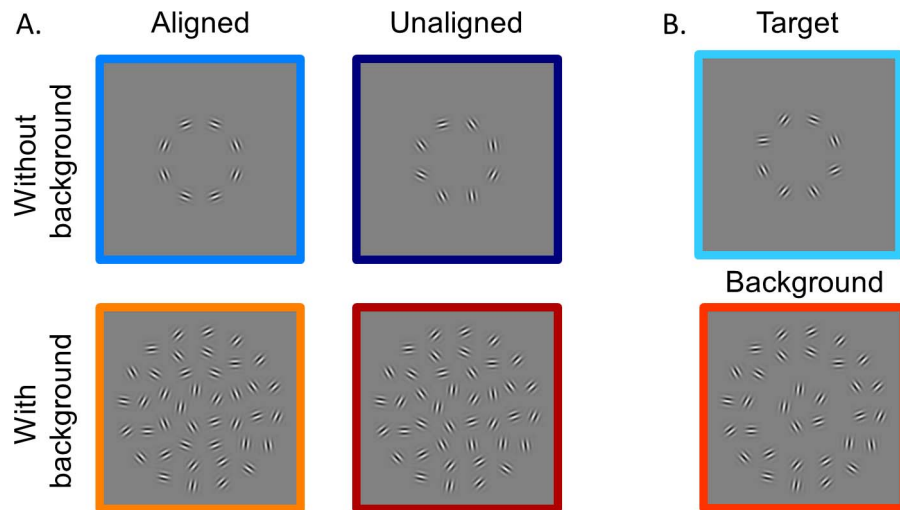 A.
Aligned
Unaligned
B.
Target
Without
background
Background
With
background